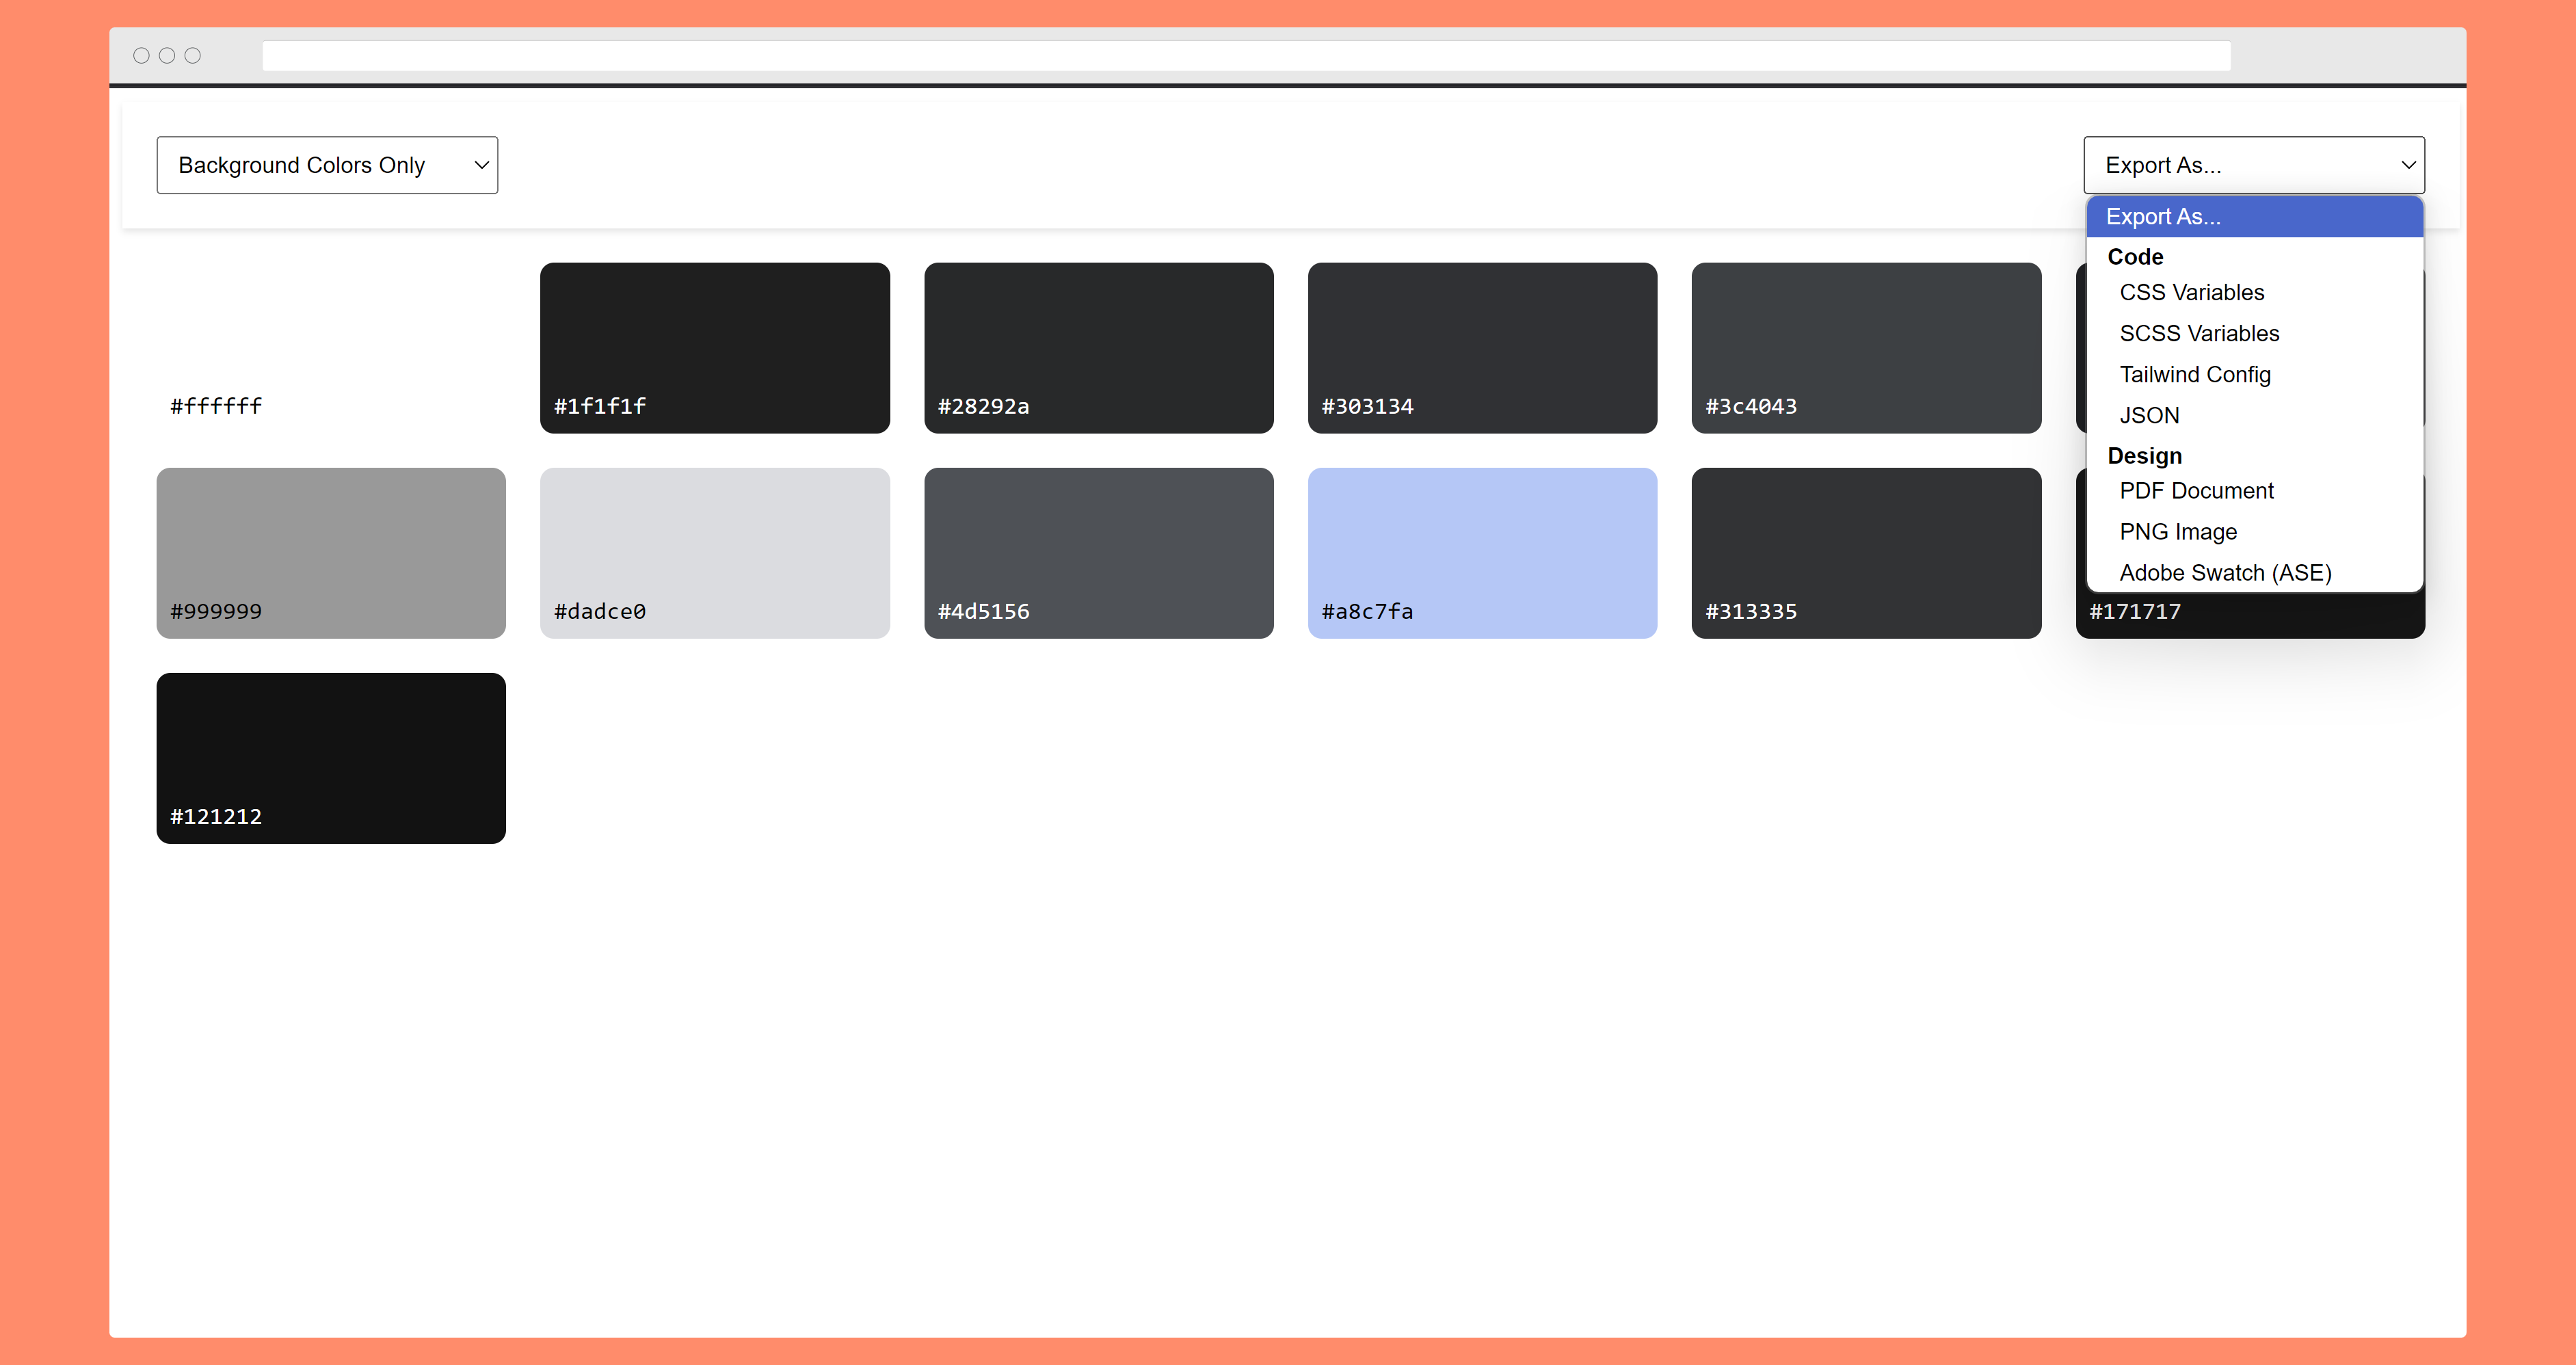 Background Colors Only
Export As...
Export As...
Code
CSS Variables
SCSS Variables
Tailwind Config
JSON
Design
PDF Document
PNG Image
Adobe Swatch (ASE)
#ffffff
#1f1f1f
#28292a
#303134
#3c4043
#999999
#dadce0
#4d5156
#a8c7fa
#313335
#171717
#121212